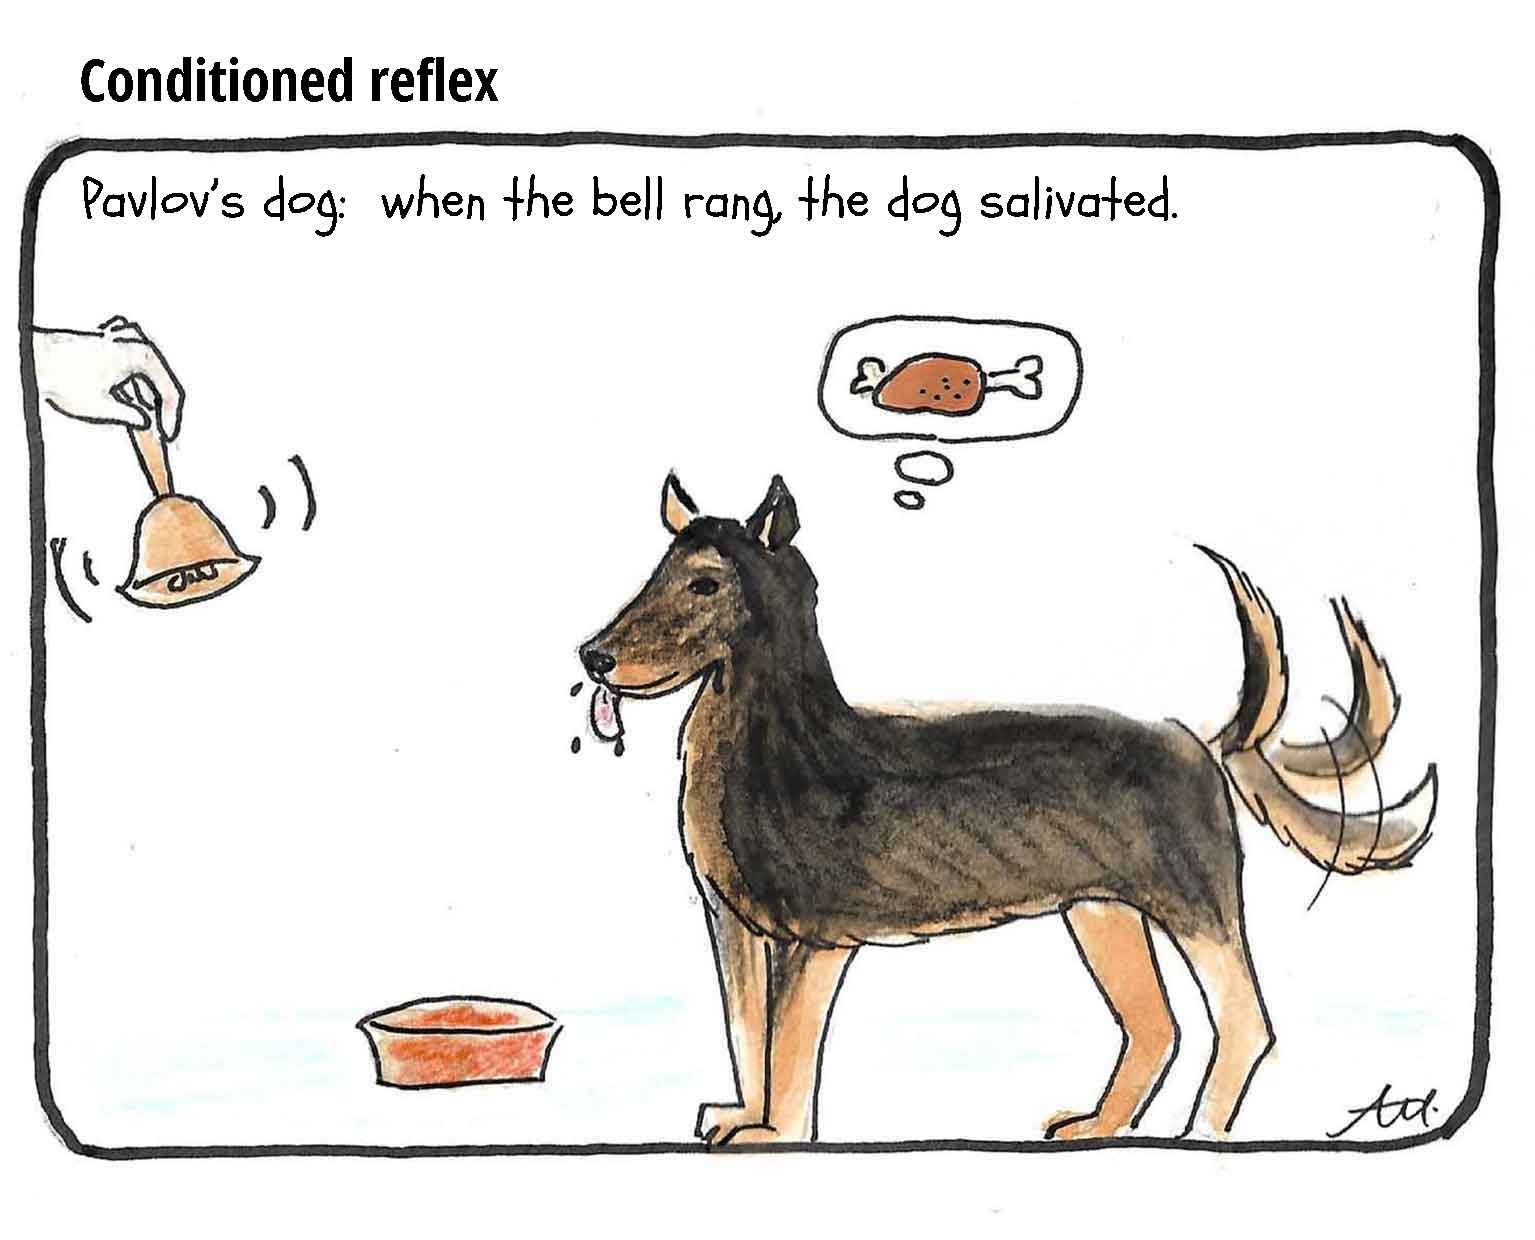 Conditioned reflex
Pavlov's dog: when the bell rang, the dog salivated.